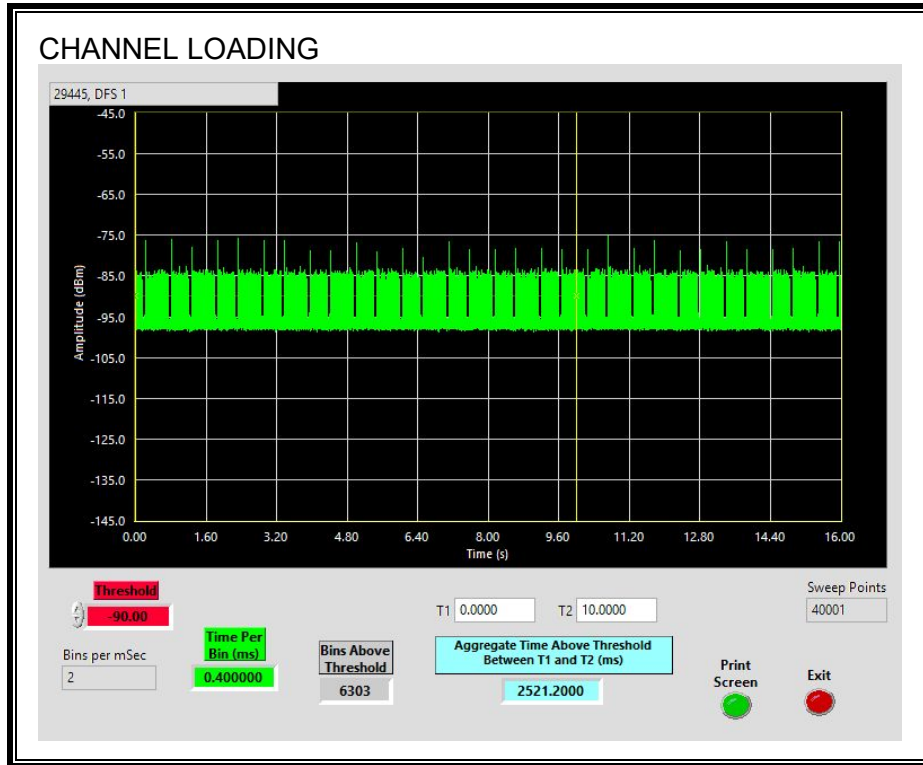 CHANNEL LOADING
29445, DFS 1
-45.0
-55.0
-65.0
-75.0
-85.0
-95.0
-105.0
-115.0
-125.0
-135.0
-145.0
Amplitude (dBm)
0.00 1.60 3.20 4.80 6.40 8.00 9.60 11.20 12.80 14.40 16.00
Time (s)
Threshold
-90.00
Bins per mSec
2
Time Per
Bin (ms)
0.400000
Bins Above
Threshold
6303
T1 0.0000 T2 10.0000
Aggregate Time Above Threshold
Between T1 and T2 (ms)
2521.2000
Sweep Points
40001
Print
Screen
Exit